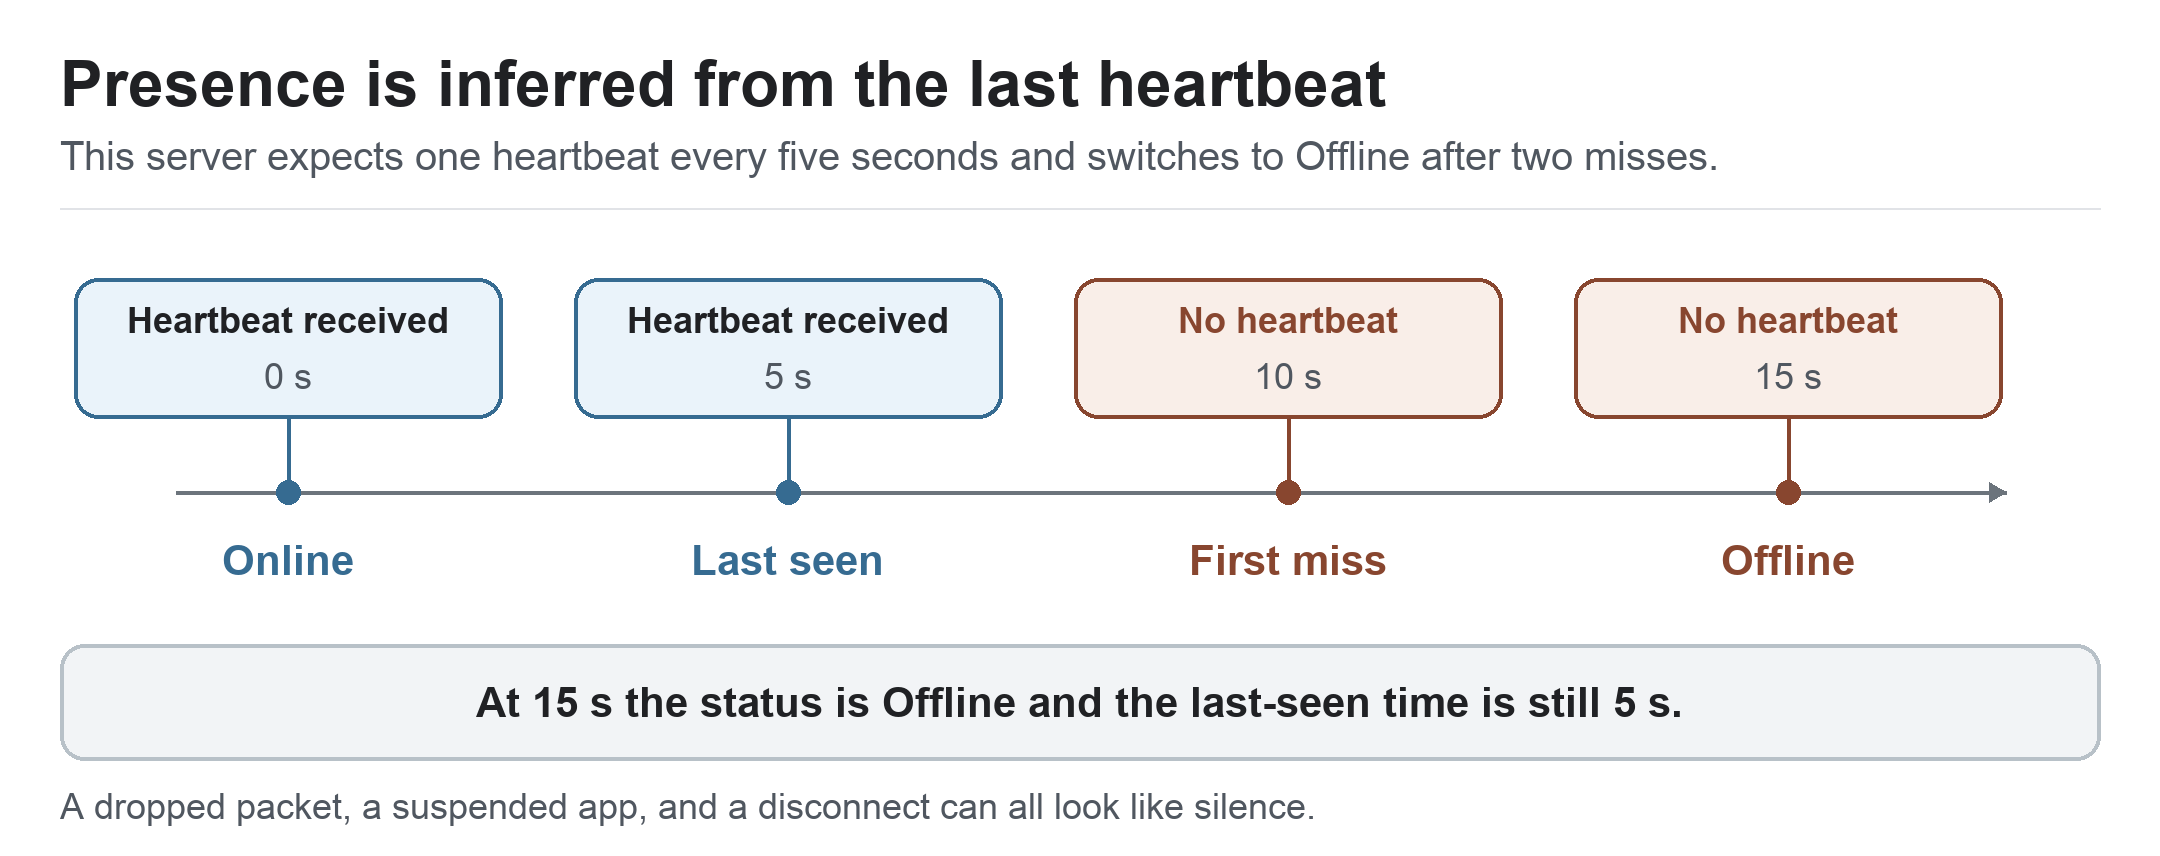 Presence is inferred from the last heartbeat
This server expects one heartbeat every five seconds and switches to Offline after two misses.
Heartbeat received
0 s
Heartbeat received
5 s
No heartbeat
10 s
No heartbeat
15 s
Online
Last seen
First miss
Offline
At 15 s the status is Offline and the last-seen time is still 5 s.
A dropped packet, a suspended app, and a disconnect can all look like silence.